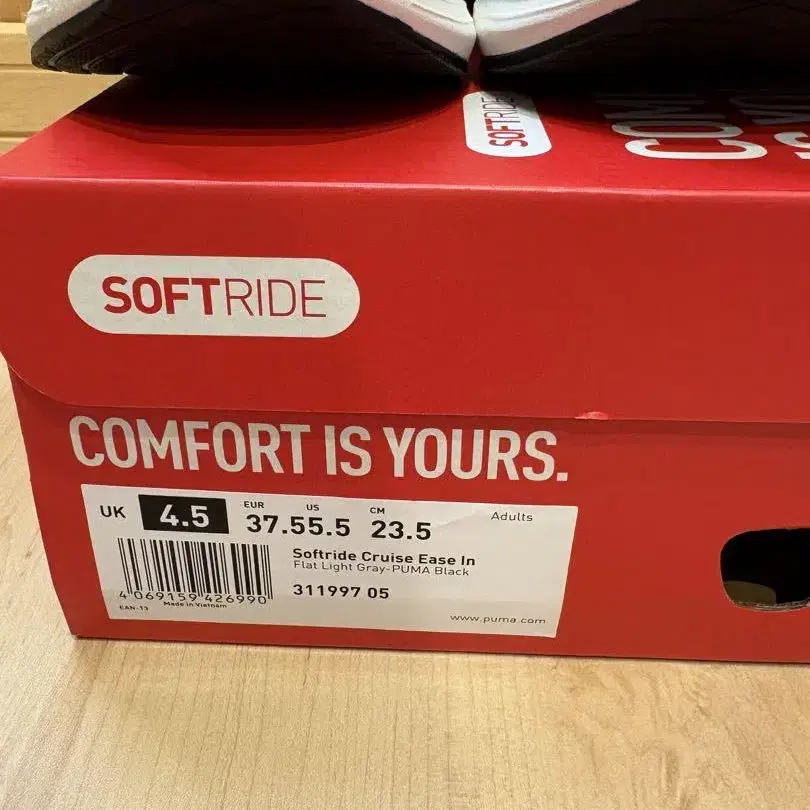 SOFTRIDE
COM
SOFTRIDE
COMFORT IS YOURS.
UK 4.5 EUR 37.5 US 5.5 CM 23.5 Adults
Softride Cruise Ease In
Flat Light Gray-PUMA Black
311997 05
4 069159 426990
EAN-13 Made in Vietnam
www.puma.com